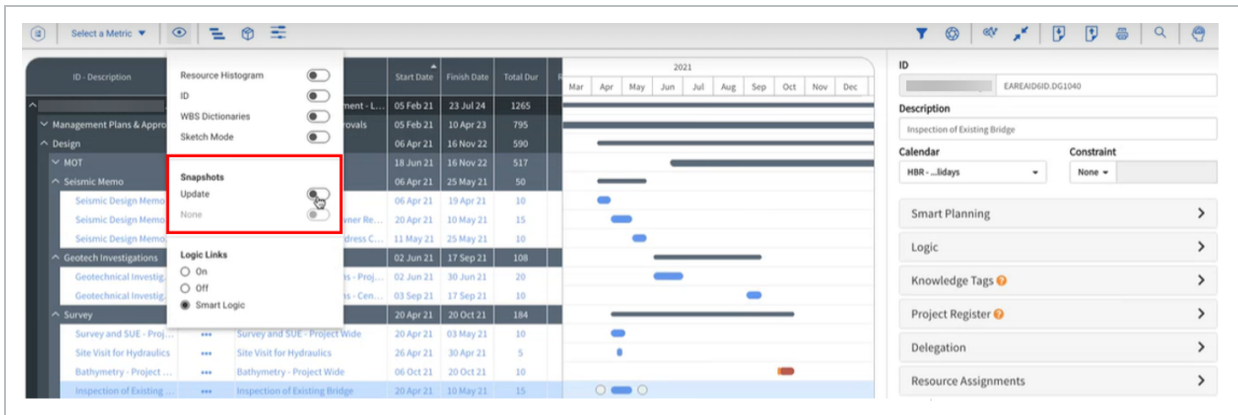 Select a Metric
ID - Description
Start Date
Finish Date
Total Dur
2021
Mar Apr May Jun Jul Aug Sep Oct Nov Dec
Resource Histogram
ID
WBS Dictionaries
Sketch Mode
Snapshots
Update
None
Logic Links
On
Off
Smart Logic
ment - L... 05 Feb 21 23 Jul 24 1265
Management Plans & Appro rovals 05 Feb 21 10 Apr 23 795
Design 06 Apr 21 16 Nov 22 590
MOT 18 Jun 21 16 Nov 22 517
Seismic Memo 06 Apr 21 25 May 21 50
Seismic Design Memo 06 Apr 21 19 Apr 21 10
Seismic Design Memo wner Re... 20 Apr 21 10 May 21 15
Seismic Design Memo ddress C... 11 May 21 25 May 21 10
Geotech Investigations 02 Jun 21 17 Sep 21 108
Geotechnical Investig. ns - Proj... 02 Jun 21 30 Jun 21 20
Geotechnical Investig. ns - Cen... 03 Sep 21 17 Sep 21 10
Survey 20 Apr 21 20 Oct 21 184
Survey and SUE - Proj... ••• Survey and SUE - Project Wide 20 Apr 21 03 May 21 10
Site Visit for Hydraulics ••• Site Visit for Hydraulics 26 Apr 21 30 Apr 21 5
Bathymetry - Project ... ••• Bathymetry - Project Wide 06 Oct 21 20 Oct 21 10
Inspection of Existing ... ••• Inspection of Existing Bridge 20 Apr 21 10 May 21 15
ID
EAREAID6ID.DG1040
Description
Inspection of Existing Bridge
Calendar Constraint
HBR - ...lidays None
Smart Planning
Logic
Knowledge Tags
Project Register
Delegation
Resource Assignments